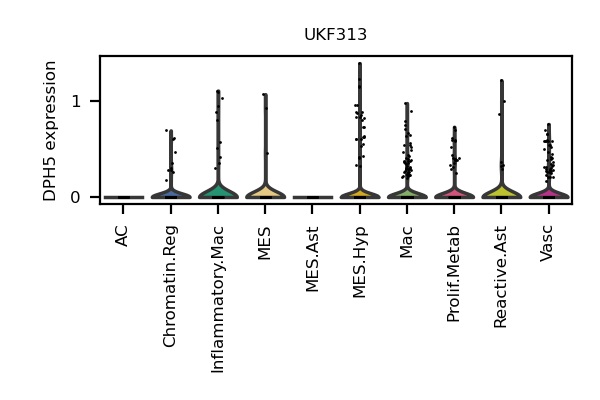 UKF313
DPH5 expression
1
0
AC
Chromatin.Reg
Inflammatory.Mac
MES
MES.Ast
MES.Hyp
Mac
Prolif.Metab
Reactive.Ast
Vasc